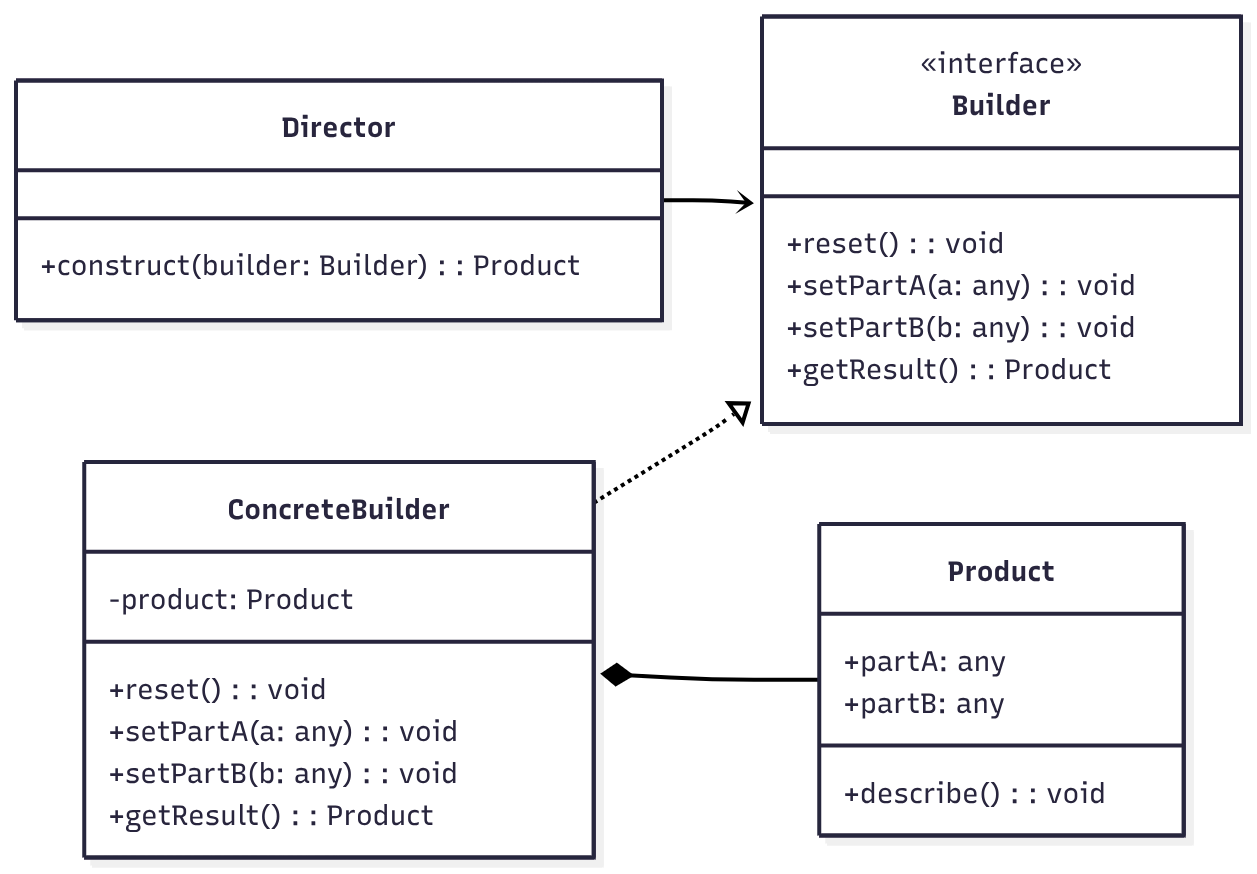 Director
+construct(builder: Builder) : : Product
«interface»
Builder
+reset() : : void
+setPartA(a: any) : : void
+setPartB(b: any) : : void
+getResult() : : Product
ConcreteBuilder
-product: Product
+reset() : : void
+setPartA(a: any) : : void
+setPartB(b: any) : : void
+getResult() : : Product
Product
+partA: any
+partB: any
+describe() : : void